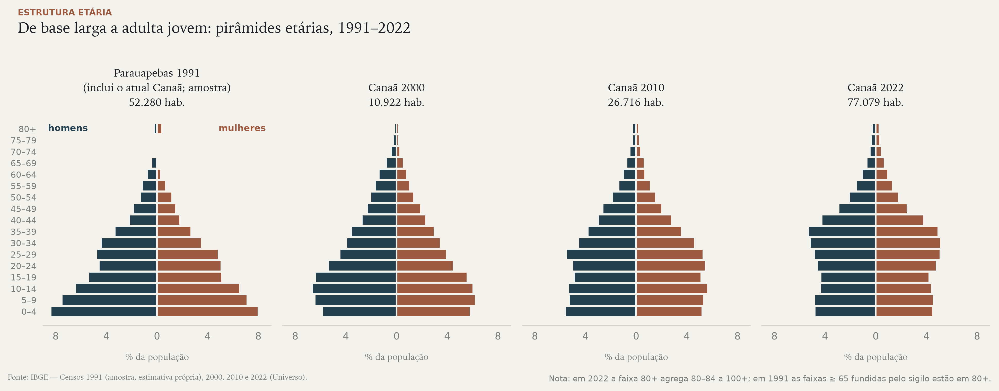 ESTRUTURA ETÁRIA
De base larga a adulta jovem: pirâmides etárias, 1991–2022
Parauapebas 1991
(inclui o atual Canaã; amostra)
52.280 hab.
Canaã 2000
10.922 hab.
Canaã 2010
26.716 hab.
Canaã 2022
77.079 hab.
homens
mulheres
80+
75–79
70–74
65–69
60–64
55–59
50–54
45–49
40–44
35–39
30–34
25–29
20–24
15–19
10–14
5–9
0–4
8 4 0 4 8
8 4 0 4 8
8 4 0 4 8
8 4 0 4 8
% da população
% da população
% da população
% da população
Fonte: IBGE — Censos 1991 (amostra, estimativa própria), 2000, 2010 e 2022 (Universo).
Nota: em 2022 a faixa 80+ agrega 80–84 a 100+; em 1991 as faixas ≥ 65 fundidas pelo sigilo estão em 80+.